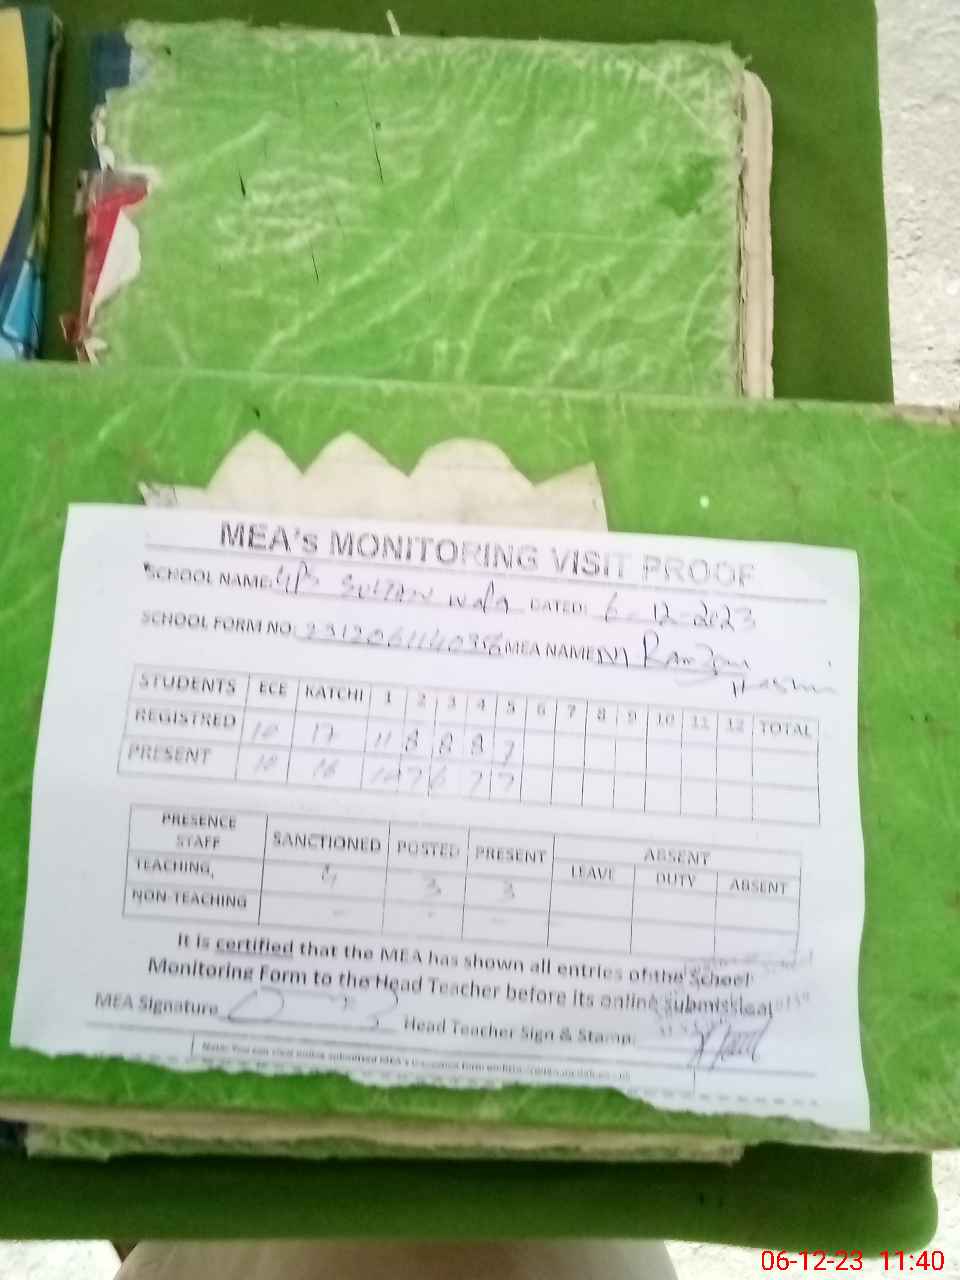 MEA's MONITORING VISIT PROOF
SCHOOL NAME: SULTAN Wala DATED: 6-12-2023
SCHOOL FORM NO: MEA NAME M Ramzan
Hashmi
STUDENTS ECE KATCHI 1 2 3 4 5 6 7 8 9 10 11 12 TOTAL
REGISTRED 10 17 11 8 8 8 7
PRESENT 10 16 10 7 6 7 7
PRESENCE STAFF SANCTIONED POSTED PRESENT ABSENT
LEAVE DUTY ABSENT
TEACHING, 4 3 3
NON-TEACHING - - -
It is certified that the MEA has shown all entries of the School
Monitoring Form to the Head Teacher before its online submission
MEA Signature Head Teacher Sign & Stamp:
06-12-23 11:40